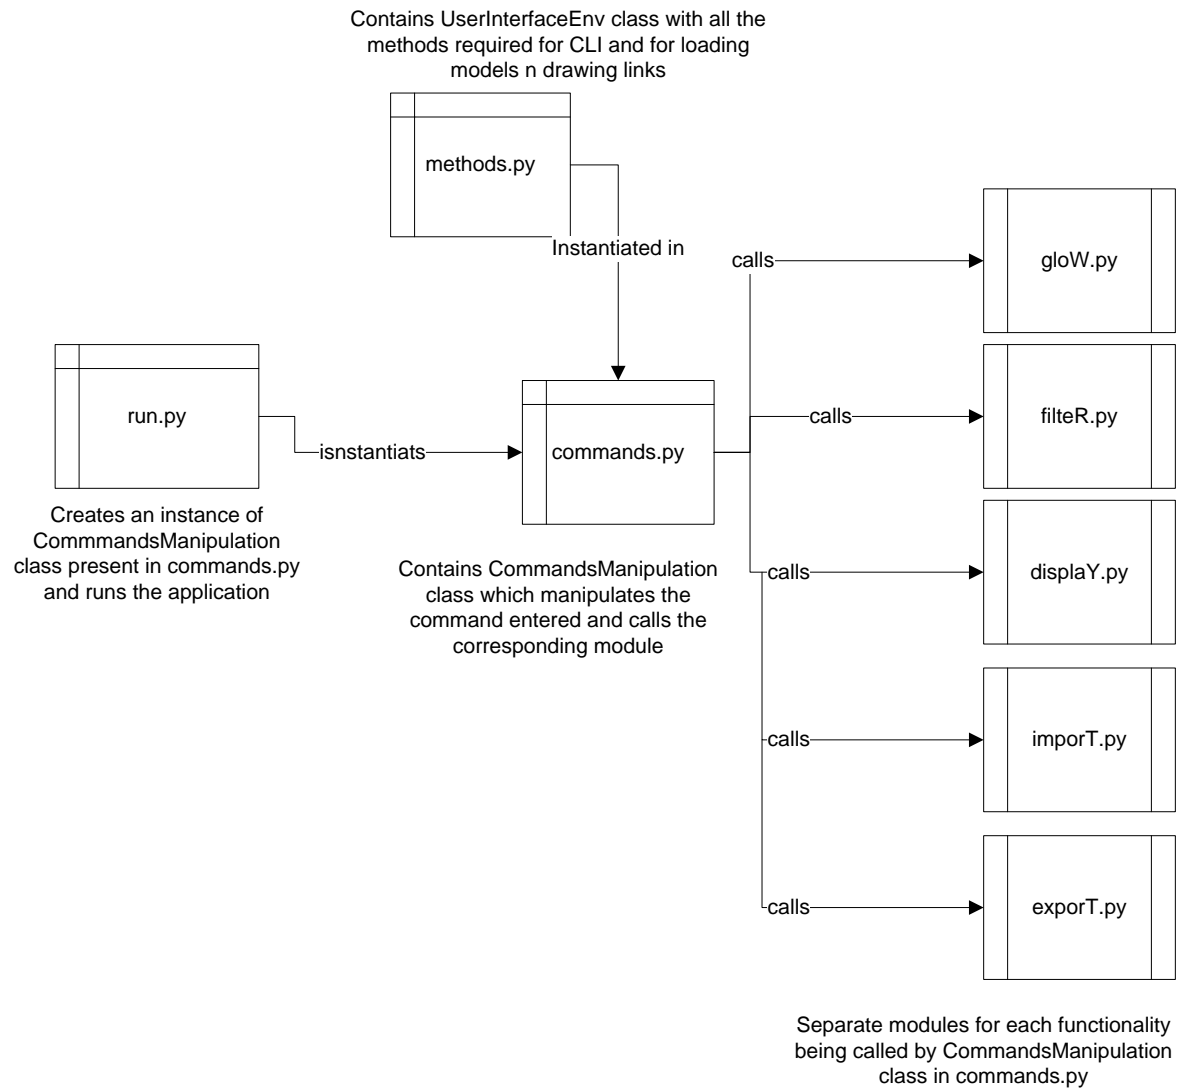 Contains UserInterfaceEnv class with all the
methods required for CLI and for loading
models n drawing links
methods.py
Instantiated in
calls
gloW.py
run.py
isnstantiats
commands.py
calls
filteR.py
Creates an instance of
CommmandsManipulation
class present in commands.py
and runs the application
Contains CommandsManipulation
class which manipulates the
command entered and calls the
corresponding module
calls
displaY.py
calls
imporT.py
calls
exporT.py
Separate modules for each functionality
being called by CommandsManipulation
class in commands.py